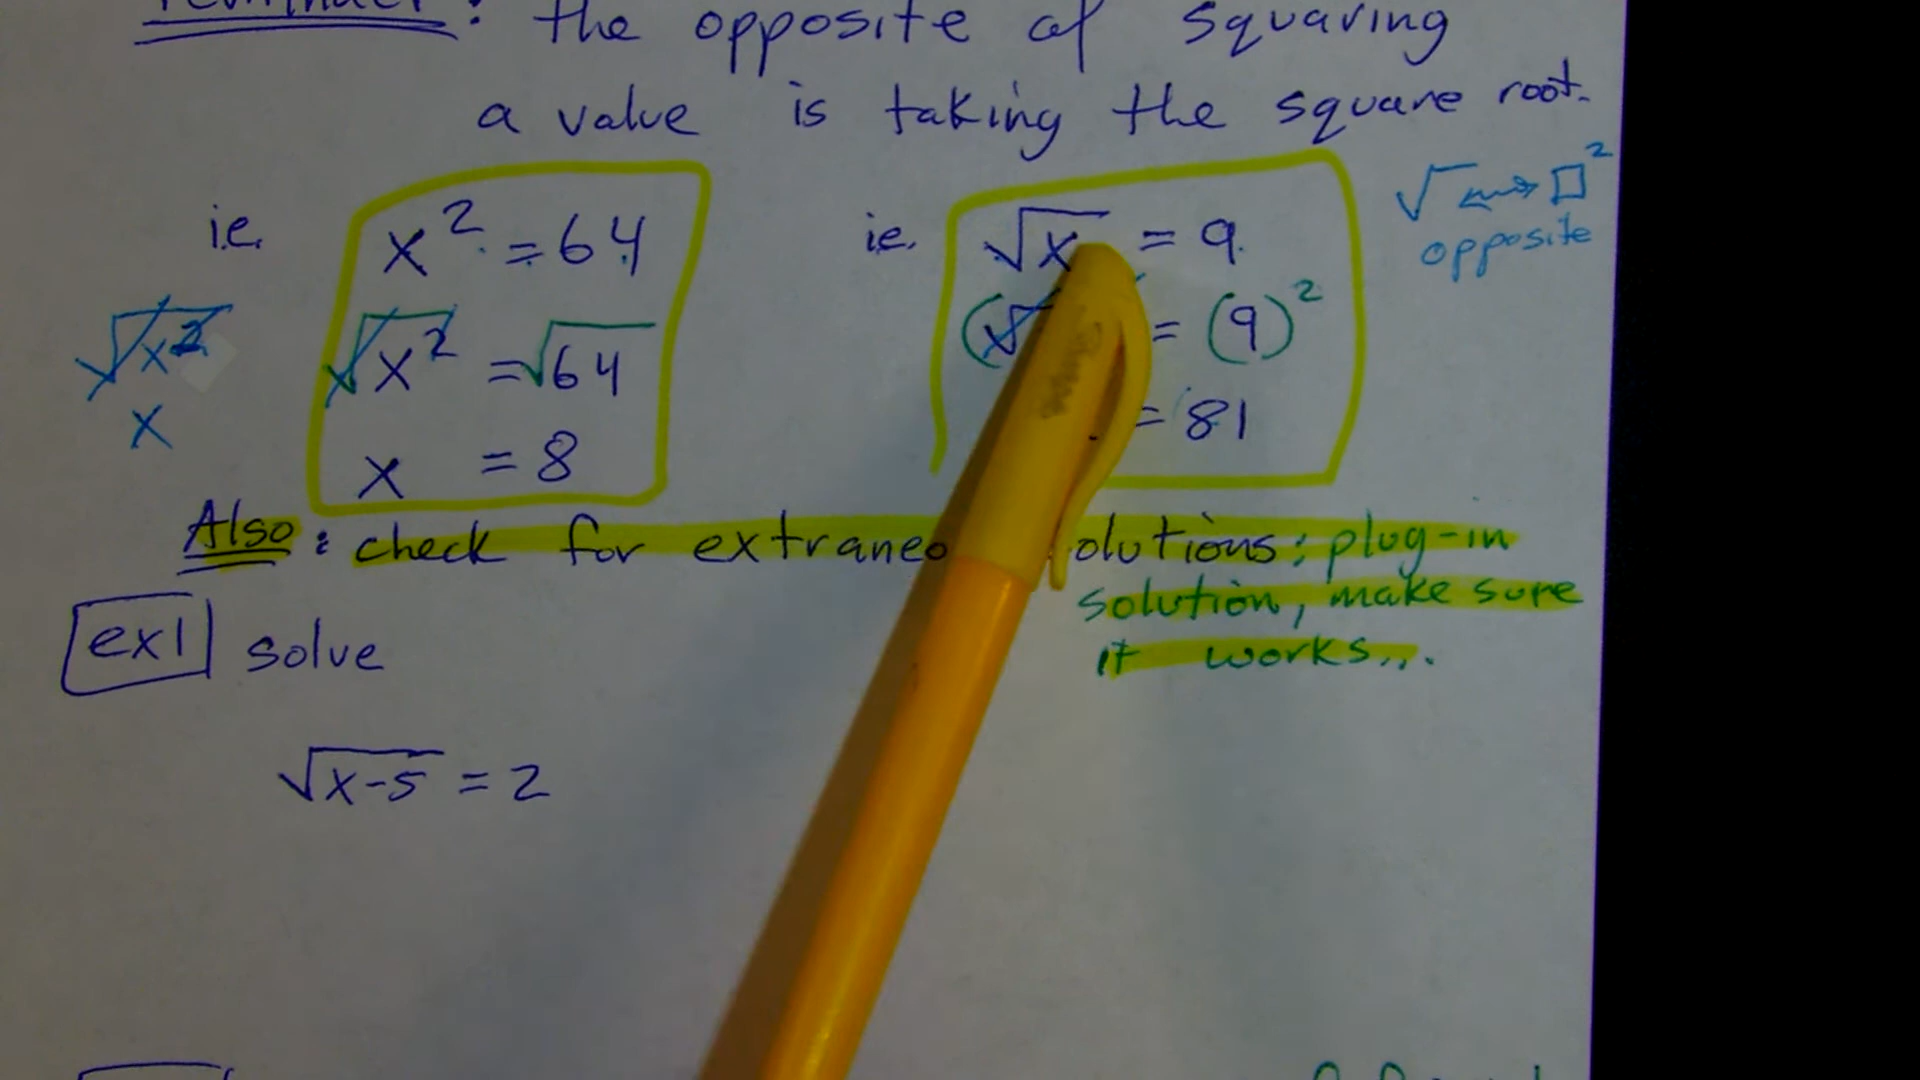 reminder: the opposite of squaring
a value is taking the square root.
i.e. x² = 64
√x² = √64
x = 8
√x²
x
i.e. √x = 9
(√ = (9)²
= 81
√ ↔ □²
opposite
Also: check for extraneo olutions: plug-in
solution, make sure
it works...
ex1 solve
√x-5 = 2